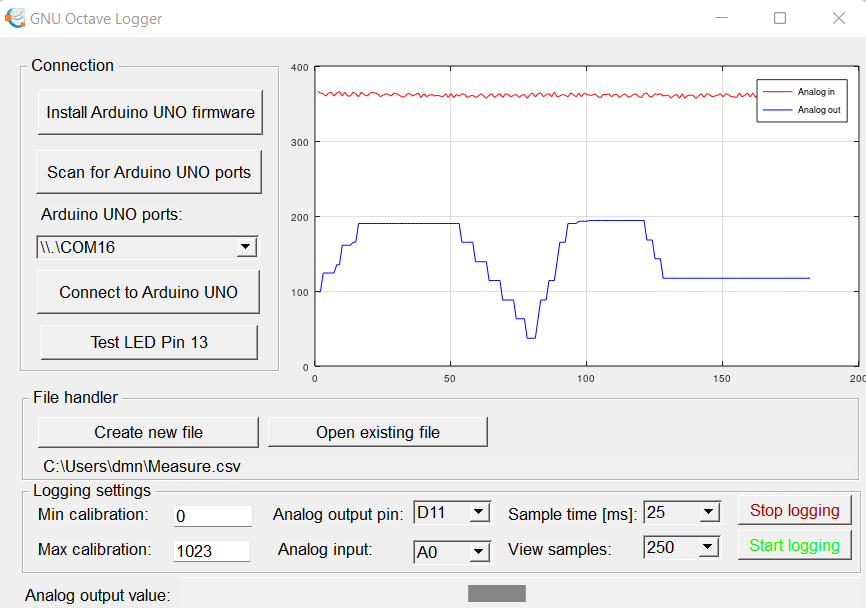 GNU Octave Logger
Connection
Install Arduino UNO firmware
Scan for Arduino UNO ports
Arduino UNO ports:
\\.\COM16
Connect to Arduino UNO
Test LED Pin 13
400
300
200
100
0
0 50 100 150 200
Analog in
Analog out
File handler
Create new file Open existing file
C:\Users\dmn\Measure.csv
Logging settings
Min calibration: 0 Analog output pin: D11 Sample time [ms]: 25 Stop logging
Max calibration: 1023 Analog input: A0 View samples: 250 Start logging
Analog output value: